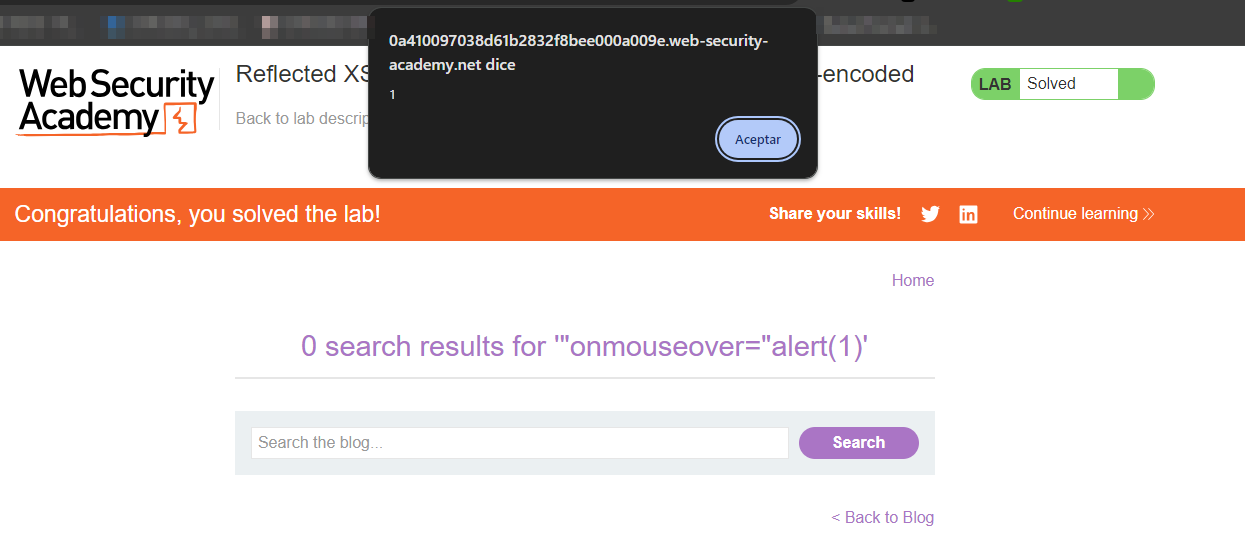 0a410097038d61b2832f8bee000a009e.web-security-
academy.net dice
1
Aceptar
Web Security
Academy
Reflected XS
-encoded
Back to lab descrip
LAB Solved
Congratulations, you solved the lab!
Share your skills!
Continue learning
Home
0 search results for '"onmouseover="alert(1)'
Search the blog...
Search
< Back to Blog